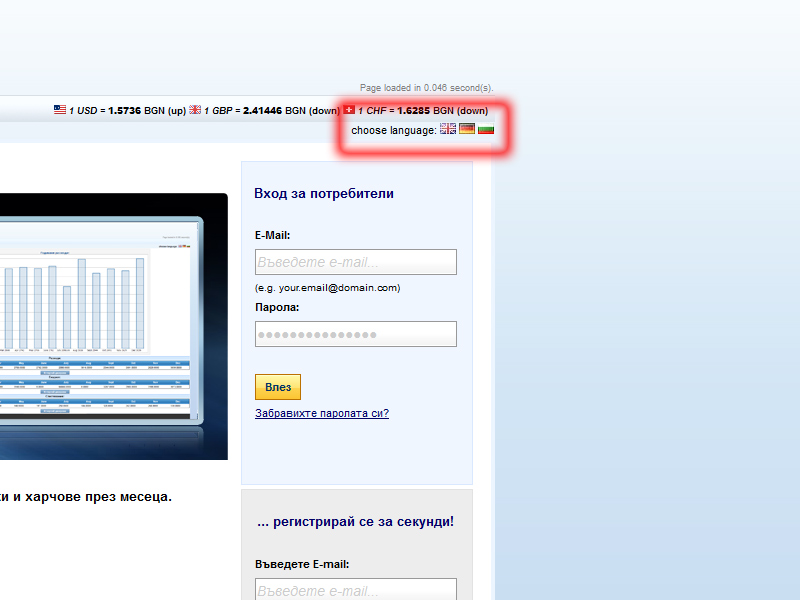 Page loaded in 0.046 second(s).
1 USD = 1.5736 BGN (up) 1 GBP = 2.41446 BGN (down) 1 CHF = 1.6285 BGN (down)
choose language:
Вход за потребители
E-Mail:
Въведете e-mail...
(e.g. your.email@domain.com)
Парола:
Влез
Забравихте паролата си?
и и харчове през месеца.
... регистрирай се за секунди!
Въведете E-mail:
Въведете e-mail...